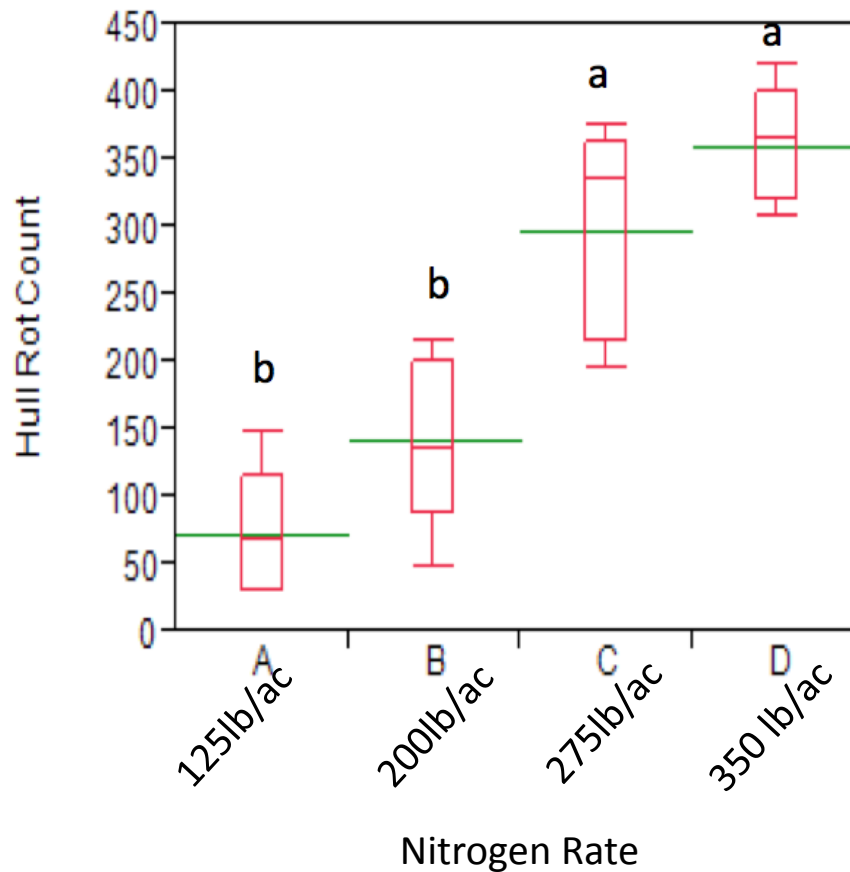 Hull Rot Count
450
400
350
300
250
200
150
100
50
0
b
b
a
a
A
B
C
D
125lb/ac
200lb/ac
275lb/ac
350 lb/ac
Nitrogen Rate